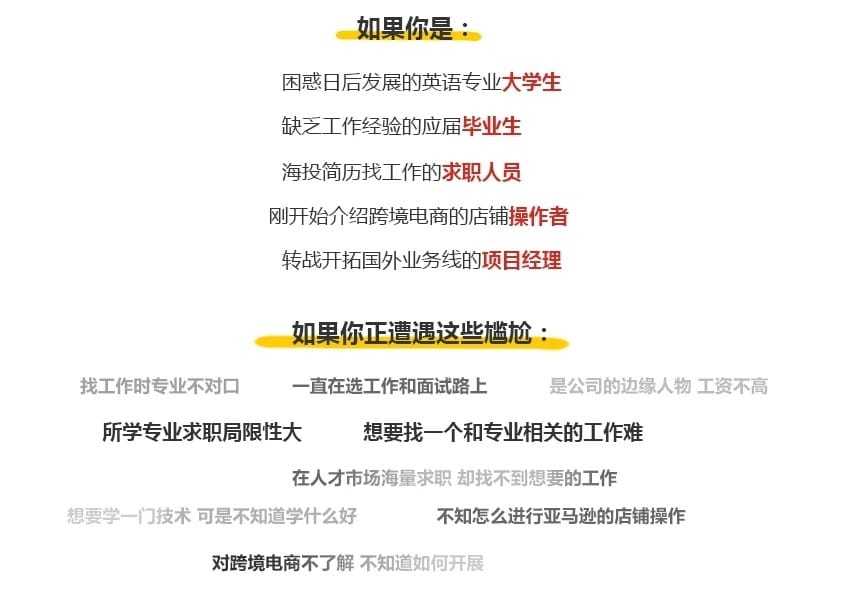 如果你是：
困惑日后发展的英语专业大学生
缺乏工作经验的应届毕业生
海投简历找工作的求职人员
刚开始介绍跨境电商的店铺操作者
转战开拓国外业务线的项目经理
如果你正遭遇这些尴尬：
找工作时专业不对口 一直在选工作和面试路上 是公司的边缘人物 工资不高
所学专业求职局限性大 想要找一个和专业相关的工作难
在人才市场海量求职 却找不到想要的工作
想要学一门技术 可是不知道学什么好 不知怎么进行亚马逊的店铺操作
对跨境电商不了解 不知道如何开展